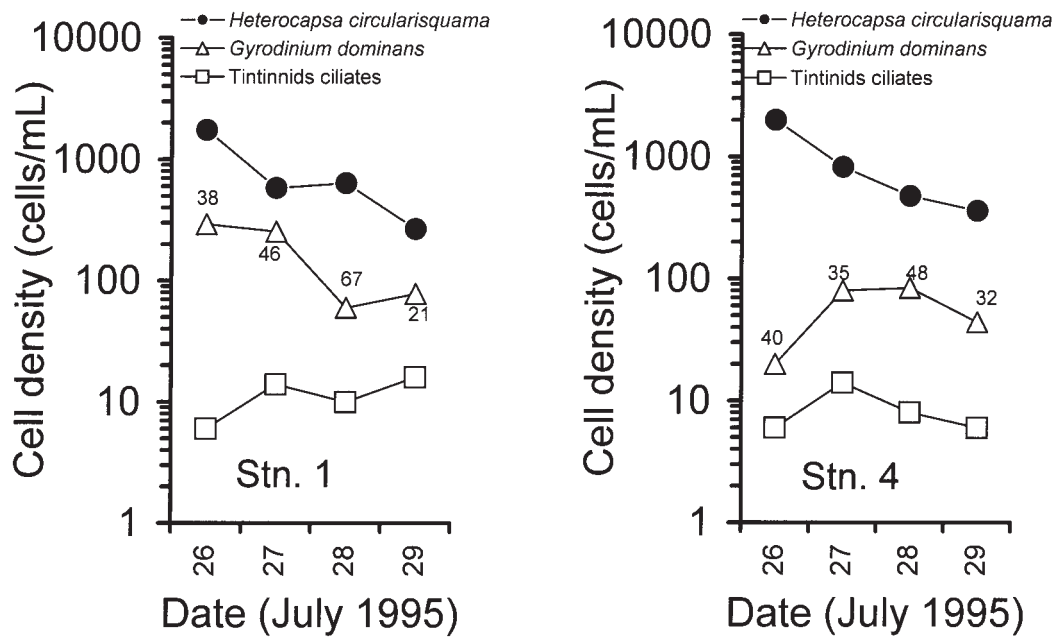 Heterocapsa circularisquama
Gyrodinium dominans
Tintinnids ciliates
Cell density (cells/mL)
10000
1000
100
10
1
38
46
67
21
Stn. 1
26
27
28
29
Date (July 1995)
Heterocapsa circularisquama
Gyrodinium dominans
Tintinids ciliates
Cell density (cells/mL)
10000
1000
100
10
1
40
35
48
32
Stn. 4
26
27
28
29
Date (July 1995)